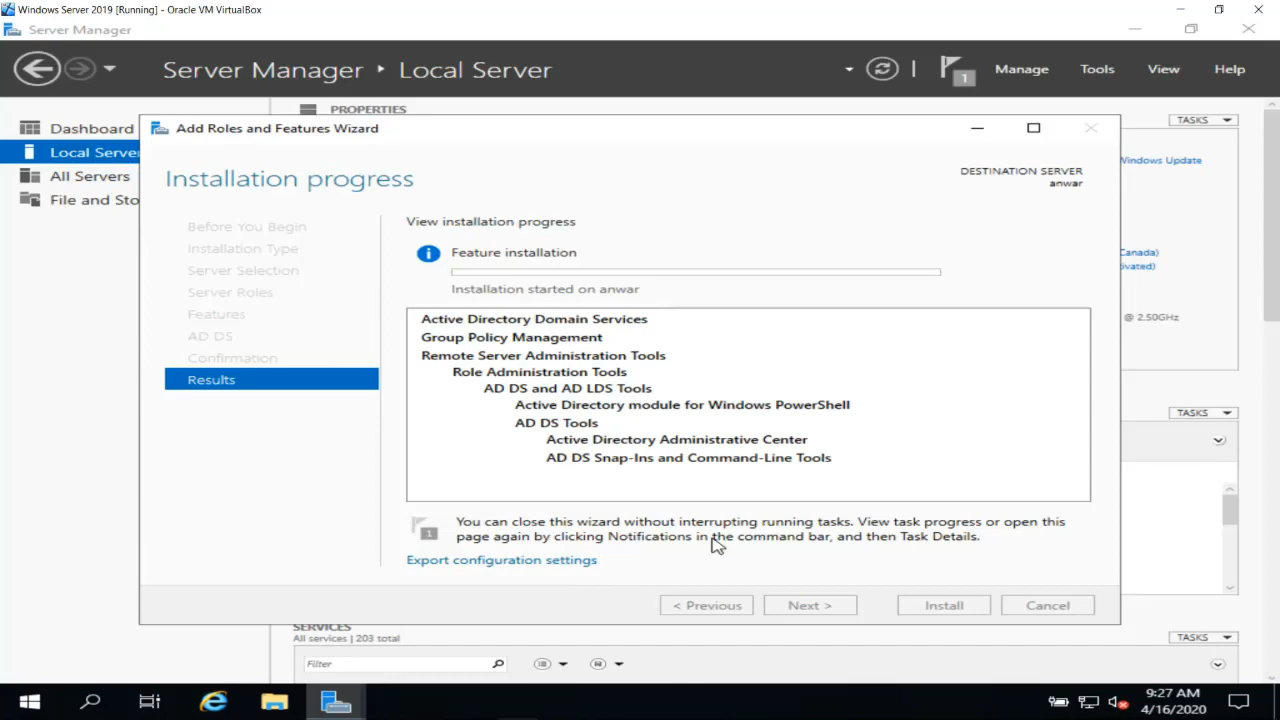 Windows Server 2019 [Running] - Oracle VM VirtualBox
Server Manager
Server Manager ‣ Local Server
1
Manage
Tools
View
Help
PROPERTIES
TASKS
Dashboard
Local Server
All Servers
File and Sto
Add Roles and Features Wizard
Windows Update
Canada)
ivated)
@ 2.50GHz
Installation progress
DESTINATION SERVER
anwar
Before You Begin
Installation Type
Server Selection
Server Roles
Features
AD DS
Confirmation
Results
View installation progress
Feature installation
Installation started on anwar
Active Directory Domain Services
Group Policy Management
Remote Server Administration Tools
Role Administration Tools
AD DS and AD LDS Tools
Active Directory module for Windows PowerShell
AD DS Tools
Active Directory Administrative Center
AD DS Snap-Ins and Command-Line Tools
1
You can close this wizard without interrupting running tasks. View task progress or open this
page again by clicking Notifications in the command bar, and then Task Details.
Export configuration settings
< Previous
Next >
Install
Cancel
TASKS
SERVICES
All services | 203 total
TASKS
Filter
9:27 AM
4/16/2020